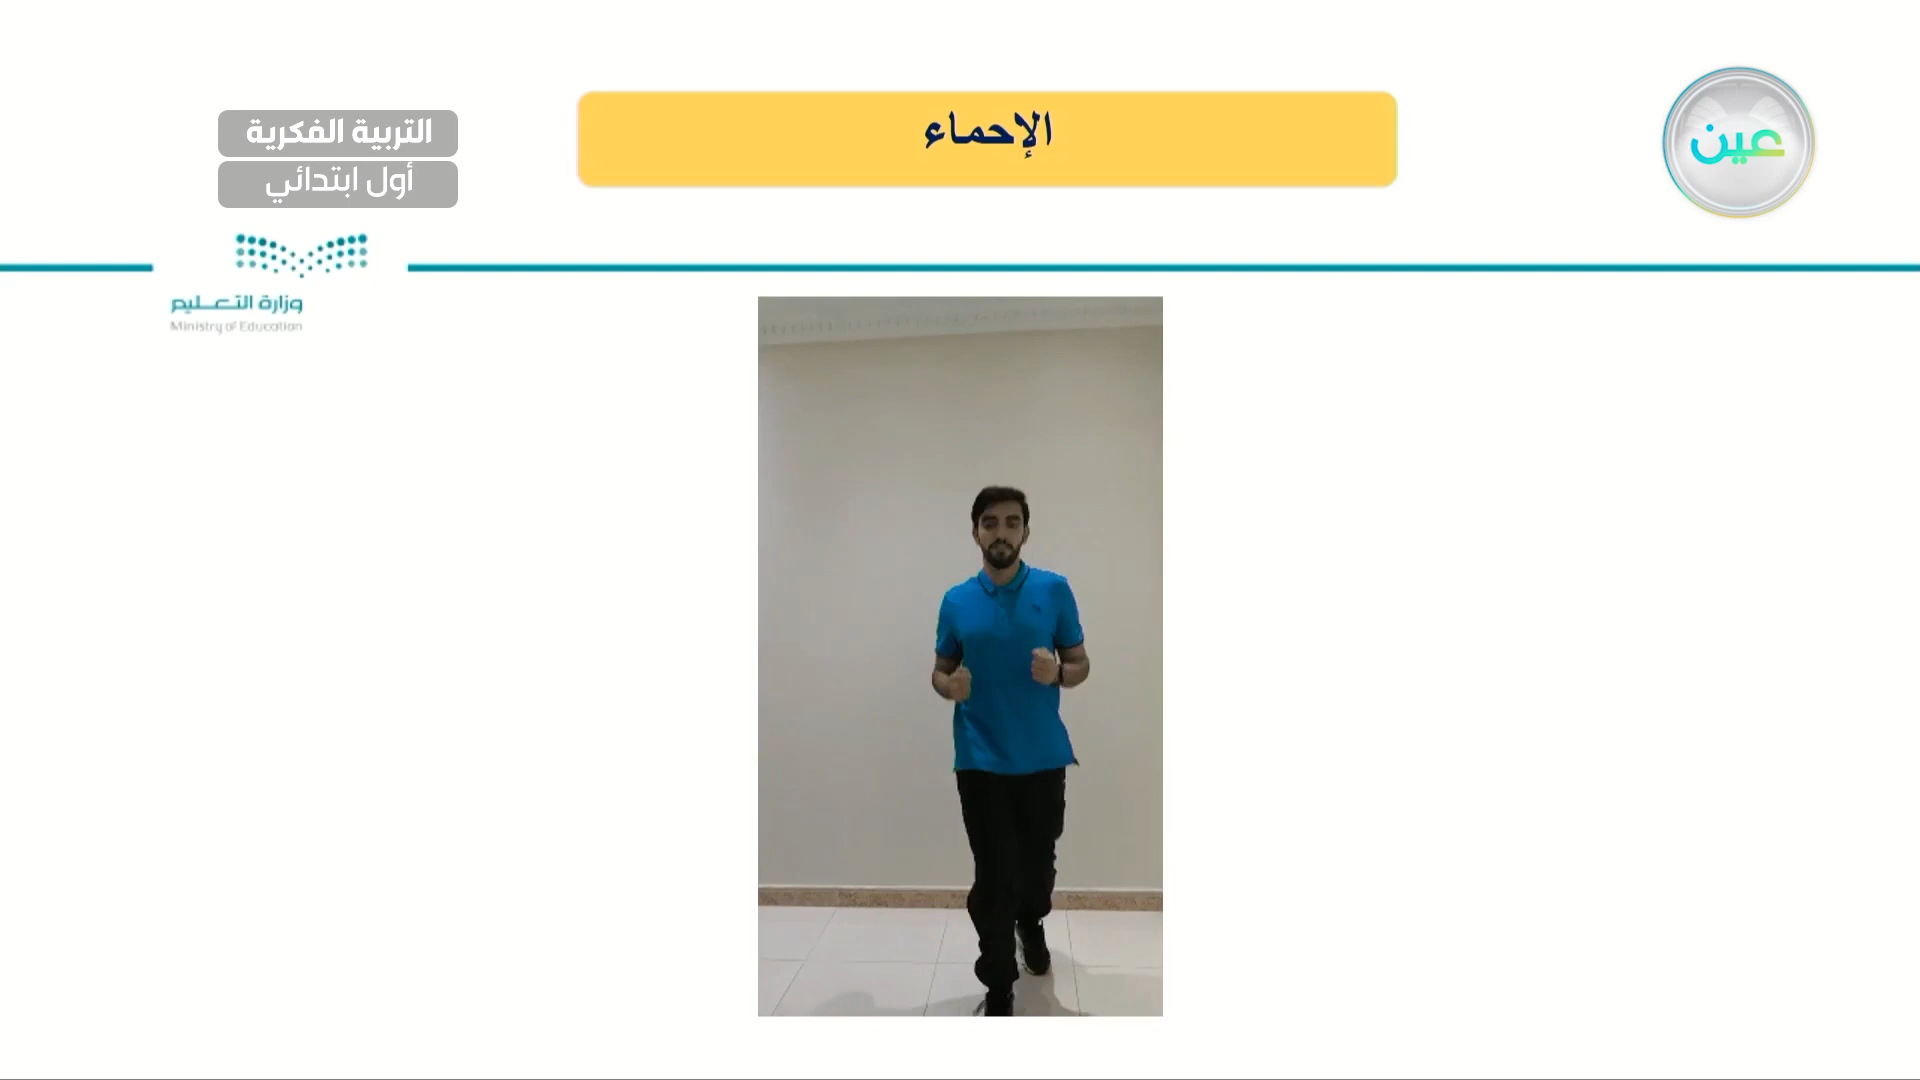 الإحماء
التربية الفكرية
أول ابتدائي
عين
وزارة التعليم
Ministry of Education